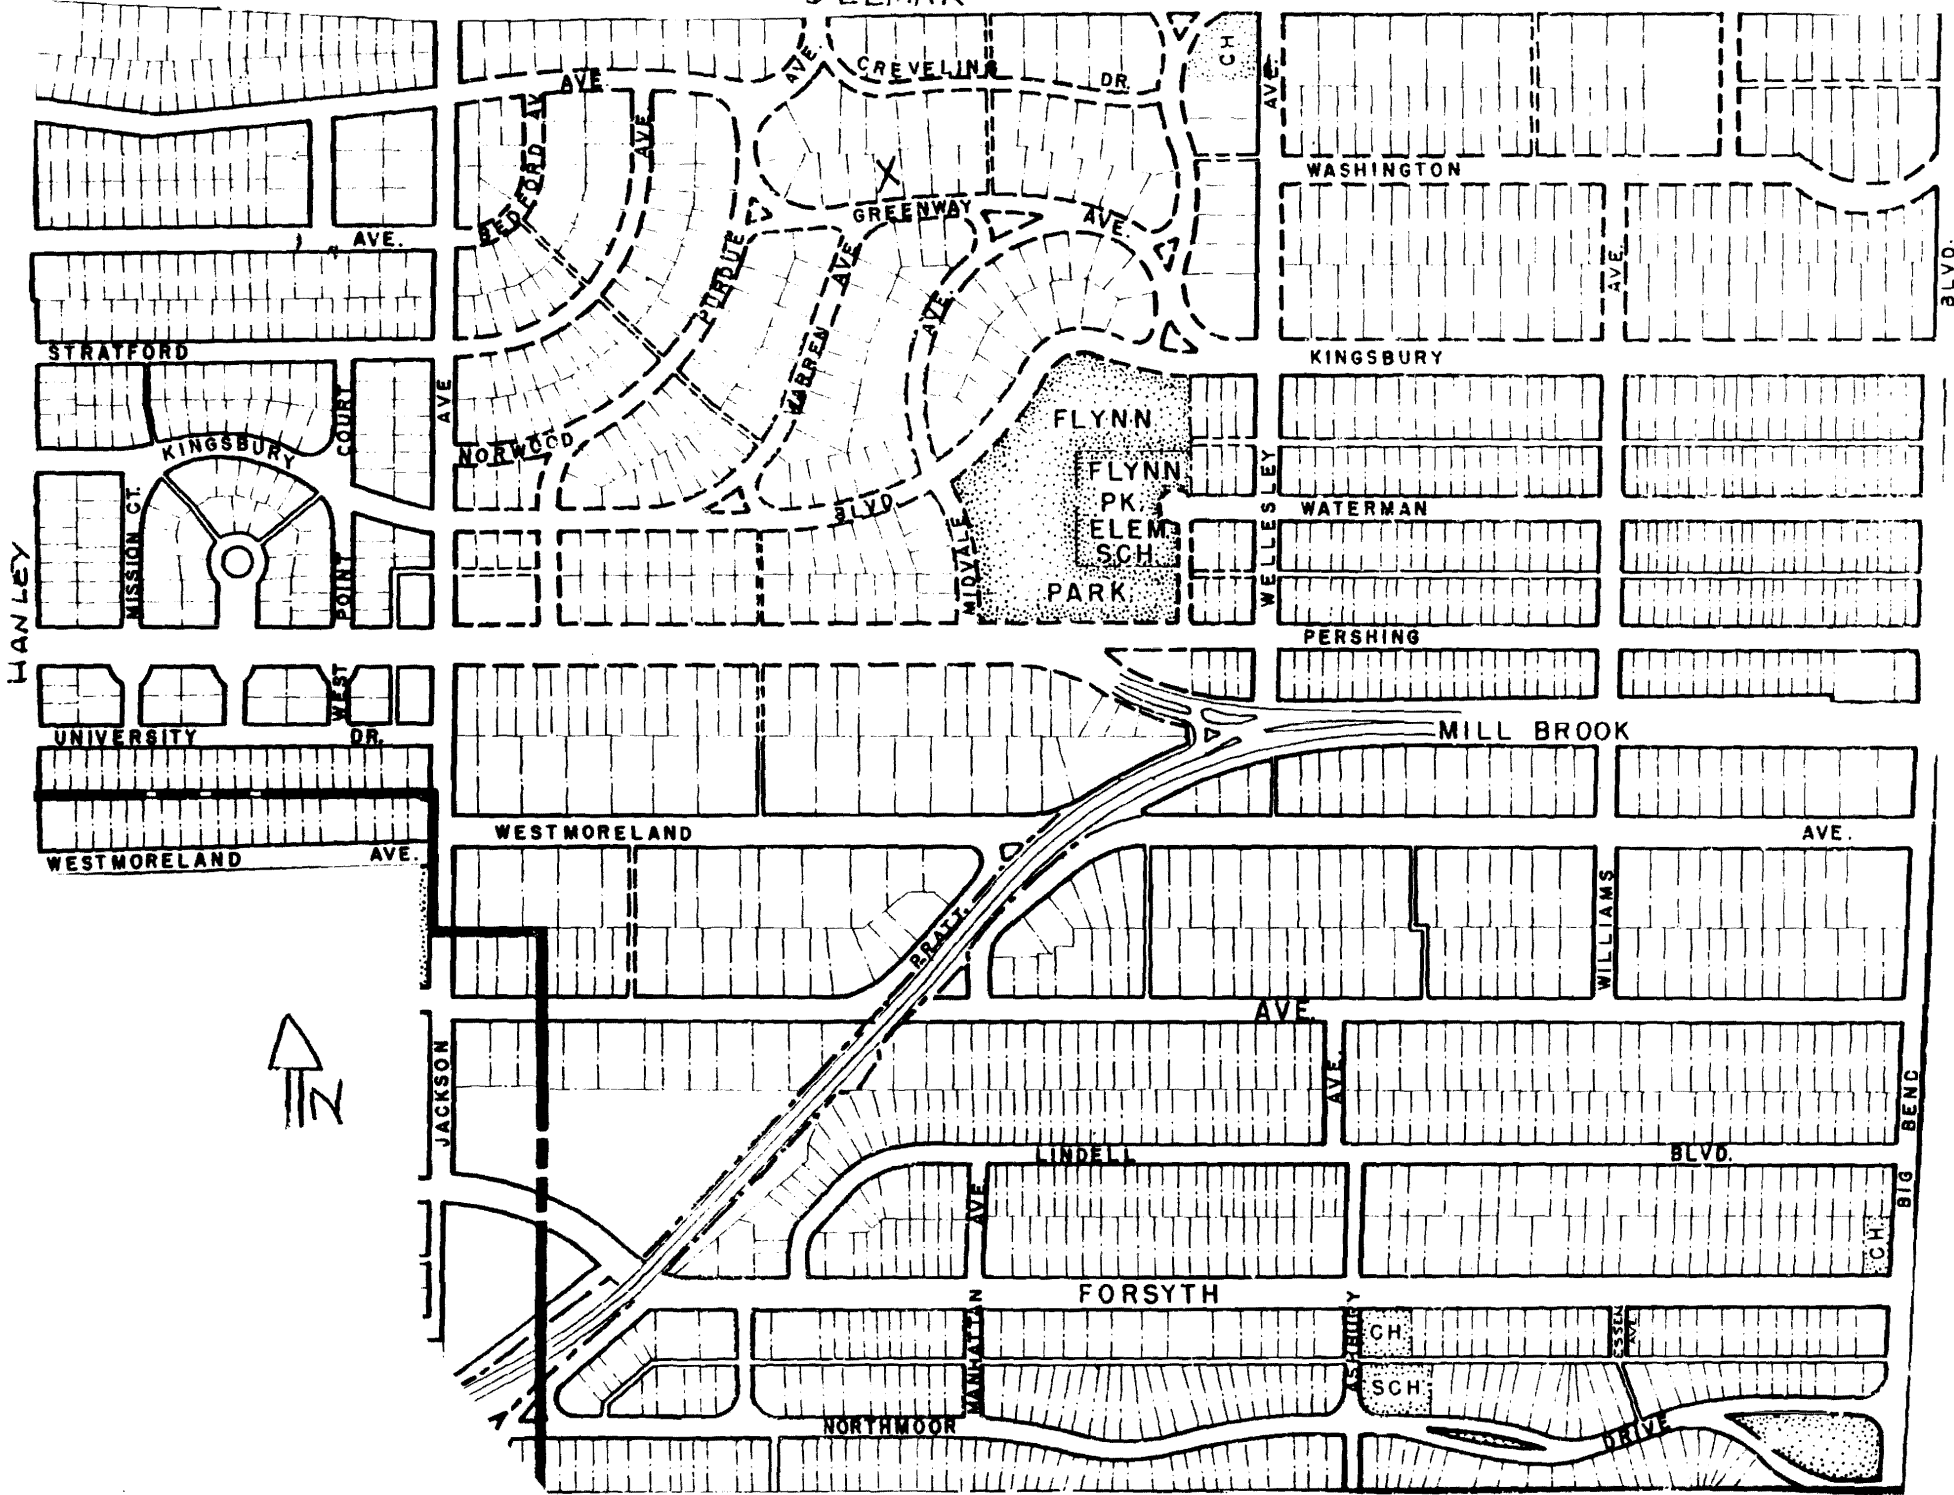 CREVELING
DR.
AVE.
CH
AVE.
AVE
AV
AVE
BEDFORD
WASHINGTON
GREENWAY
AVE.
AVE.
PURDUE
AVE
AVE.
BLVD.
AVE.
STRATFORD
KINGSBURY
WARREN
COURT
AVE
FLYNN
KINGSBURY
NORWOOD
FLYNN
PK.
ELEM
SCH.
PARK
WELLESLEY
WATERMAN
BLVD
MIDVALE
MISSION CT.
POINT
HANLEY
PERSHING
WEST
UNIVERSITY
DR.
MILL BROOK
WESTMORELAND
AVE.
WESTMORELAND
AVE.
WILLIAMS
AVE.
N
JACKSON
AVE.
LINDELL
BLVD.
BIG
AVE
CH
FORSYTH
MANHATTAN
ASHBURY
CH
SCH
AVE.
NORTHMOOR
DRIVE